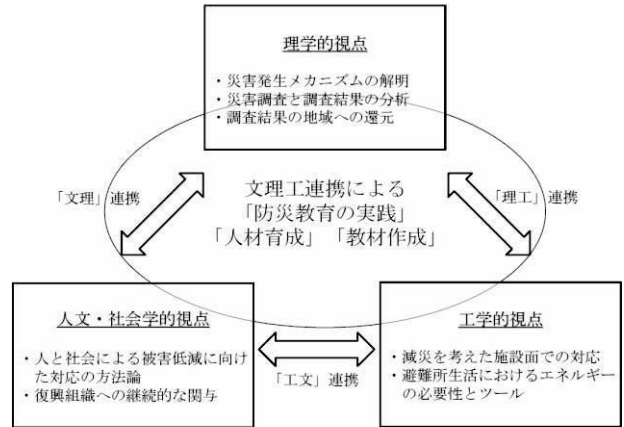 理学的視点
・災害発生メカニズムの解明
・災害調査と調査結果の分析
・調査結果の地域への還元
「文理」連携
文理工連携による
「防災教育の実践」
「人材育成」「教材作成」
「理工」連携
人文・社会学的視点
・人と社会による被害低減に向け
た対応の方法論
・復興組織への継続的な関与
「工文」連携
工学的視点
・減災を考えた施設面での対応
・避難所生活におけるエネルギー
の必要性とツール